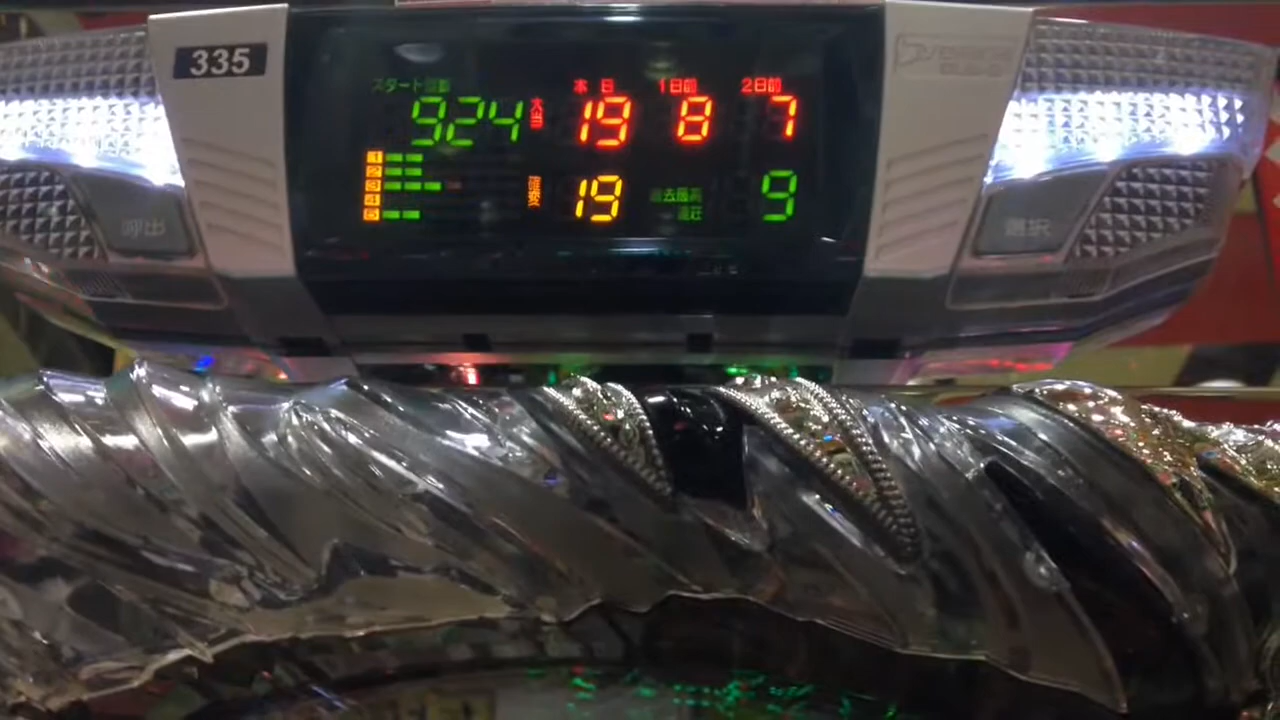 335
スタート回数 本日 1日前 2日前
924 大当 19 8 7
1
2
3
4
5
確変 19 過去最高 9
連荘
呼出
選択